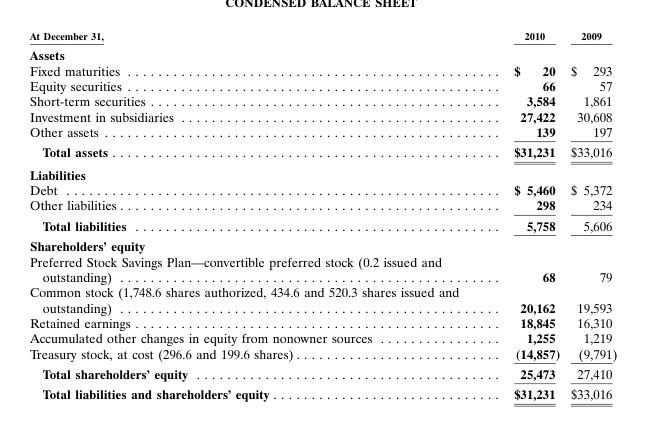 CONDENSED BALANCE SHEET
At December 31, 2010 2009
Assets
Fixed maturities . . . . . . . . . . . . . . . . . . . . . . . . . . . . . . $ 20 $ 293
Equity securities . . . . . . . . . . . . . . . . . . . . . . . . . . . . . . 66 57
Short-term securities . . . . . . . . . . . . . . . . . . . . . . . . . . . . . . 3,584 1,861
Investment in subsidiaries . . . . . . . . . . . . . . . . . . . . . . . . . . . . . . 27,422 30,608
Other assets . . . . . . . . . . . . . . . . . . . . . . . . . . . . . . 139 197
Total assets . . . . . . . . . . . . . . . . . . . . . . . . . . . . . . $31,231 $33,016
Liabilities
Debt . . . . . . . . . . . . . . . . . . . . . . . . . . . . . . $ 5,460 $ 5,372
Other liabilities . . . . . . . . . . . . . . . . . . . . . . . . . . . . . . 298 234
Total liabilities . . . . . . . . . . . . . . . . . . . . . . . . . . . . . . 5,758 5,606
Shareholders' equity
Preferred Stock Savings Plan—convertible preferred stock (0.2 issued and
outstanding) . . . . . . . . . . . . . . . . . . . . . . . . . . . . . . 68 79
Common stock (1,748.6 shares authorized, 434.6 and 520.3 shares issued and
outstanding) . . . . . . . . . . . . . . . . . . . . . . . . . . . . . . 20,162 19,593
Retained earnings . . . . . . . . . . . . . . . . . . . . . . . . . . . . . . 18,845 16,310
Accumulated other changes in equity from nonowner sources . . . . . . . . . . . . . . . 1,255 1,219
Treasury stock, at cost (296.6 and 199.6 shares) . . . . . . . . . . . . . . . . . . . . (14,857) (9,791)
Total shareholders' equity . . . . . . . . . . . . . . . . . . . . . . . . . . . . . . 25,473 27,410
Total liabilities and shareholders' equity . . . . . . . . . . . . . . . . . . . . . . . . $31,231 $33,016